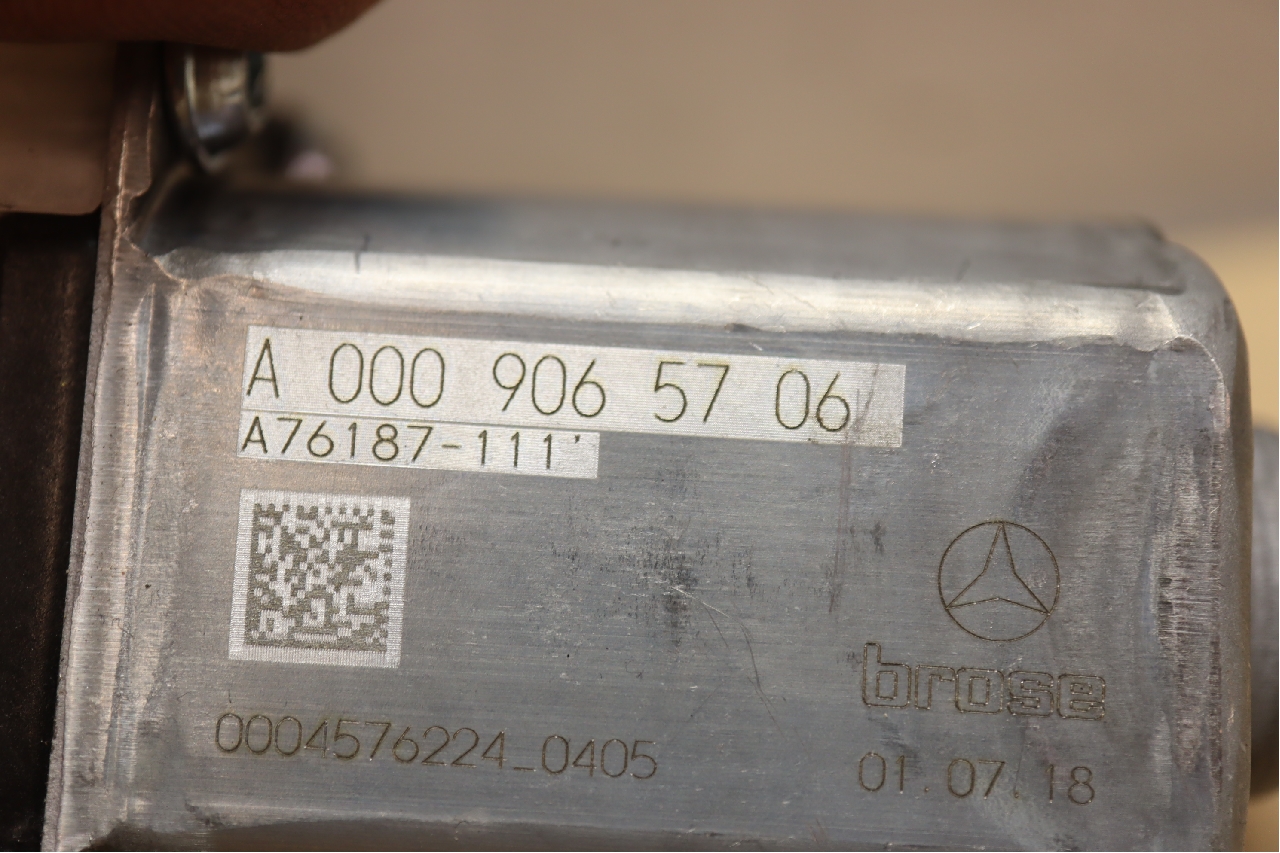 A 000 906 57 06
A76187-111'
brose
0004576224_0405
01.07.18